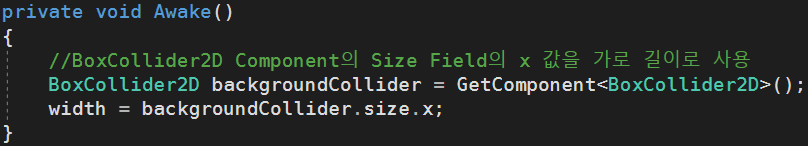 private void Awake()
{
//BoxCollider2D Component의 Size Field의 x 값을 가로 길이로 사용
BoxCollider2D backgroundCollider = GetComponent<BoxCollider2D>();
width = backgroundCollider.size.x;
}